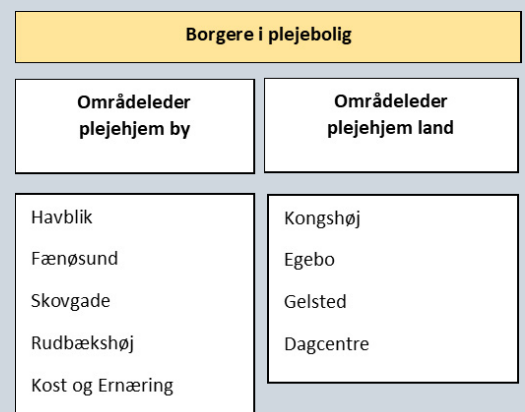 Borgere i plejebolig
Områdeleder
plejehjem by
Områdeleder
plejehjem land
Havblik
Fænøsund
Skovgade
Rudbækshøj
Kost og Ernæring
Kongshøj
Egebo
Gelsted
Dagcentre